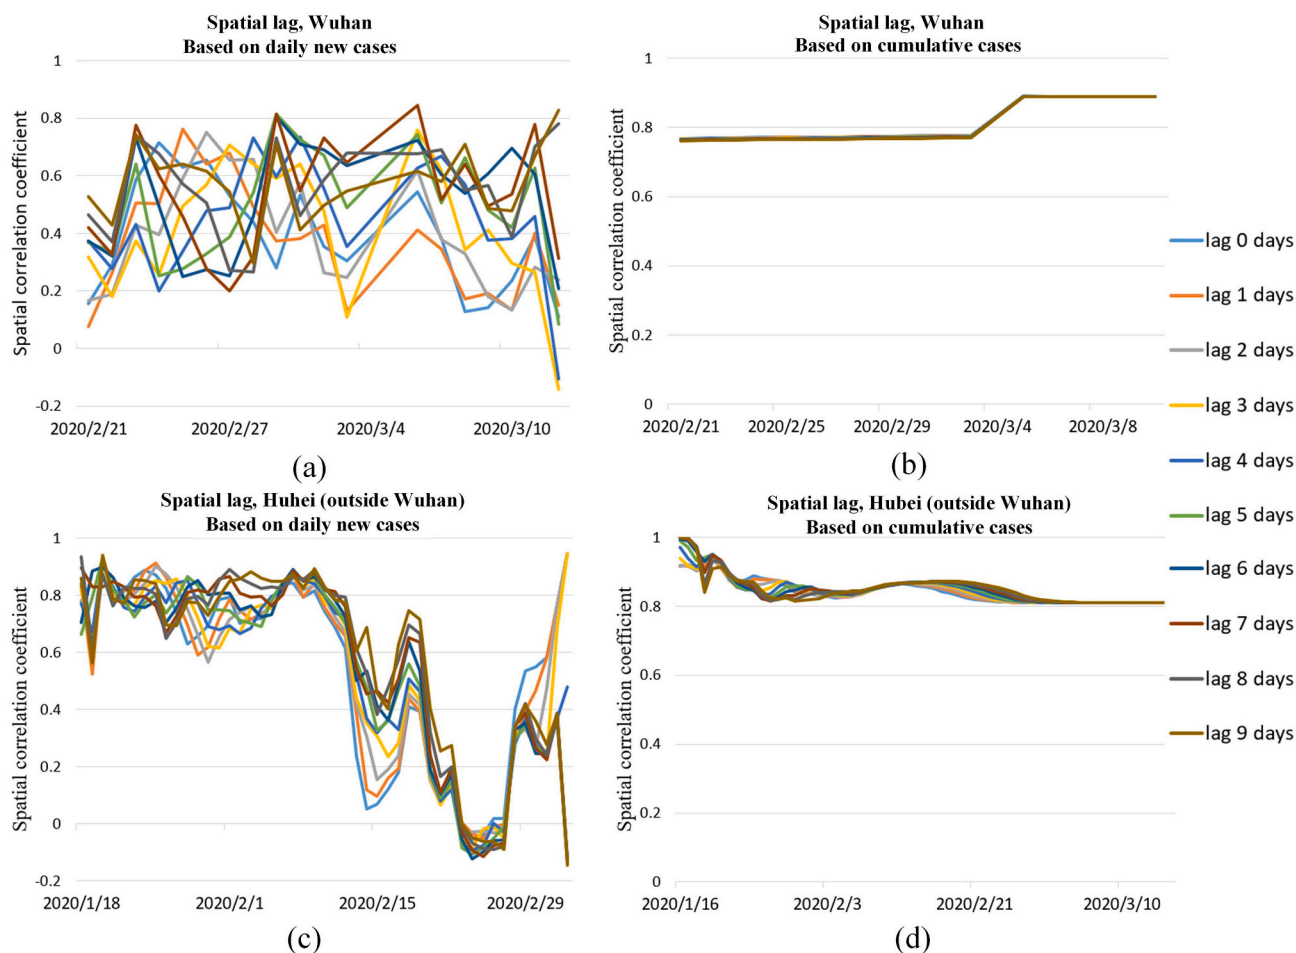 Spatial lag, Wuhan
Based on daily new cases
Spatial correlation coefficient
1
0.8
0.6
0.4
0.2
0
-0.2
2020/2/21
2020/2/27
2020/3/4
2020/3/10
(a)
Spatial lag, Wuhan
Based on cumulative cases
Spatial correlation coefficient
1
0.8
0.6
0.4
0.2
0
2020/2/21
2020/2/25
2020/2/29
2020/3/4
2020/3/8
(b)
lag 0 days
lag 1 days
lag 2 days
lag 3 days
lag 4 days
lag 5 days
lag 6 days
lag 7 days
lag 8 days
lag 9 days
Spatial lag, Huhei (outside Wuhan)
Based on daily new cases
Spatial correlation coefficient
1
0.8
0.6
0.4
0.2
0
-0.2
2020/1/18
2020/2/1
2020/2/15
2020/2/29
(c)
Spatial lag, Hubei (outside Wuhan)
Based on cumulative cases
Spatial correlation coefficient
1
0.8
0.6
0.4
0.2
0
2020/1/16
2020/2/3
2020/2/21
2020/3/10
(d)